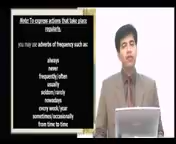 Note: To express actions that take place
regularly,
you may use adverbs of frequency such as:
always
never
frequently/often
usually
seldom/rarely
nowadays
every week/year
sometimes/occasionally
from time to time